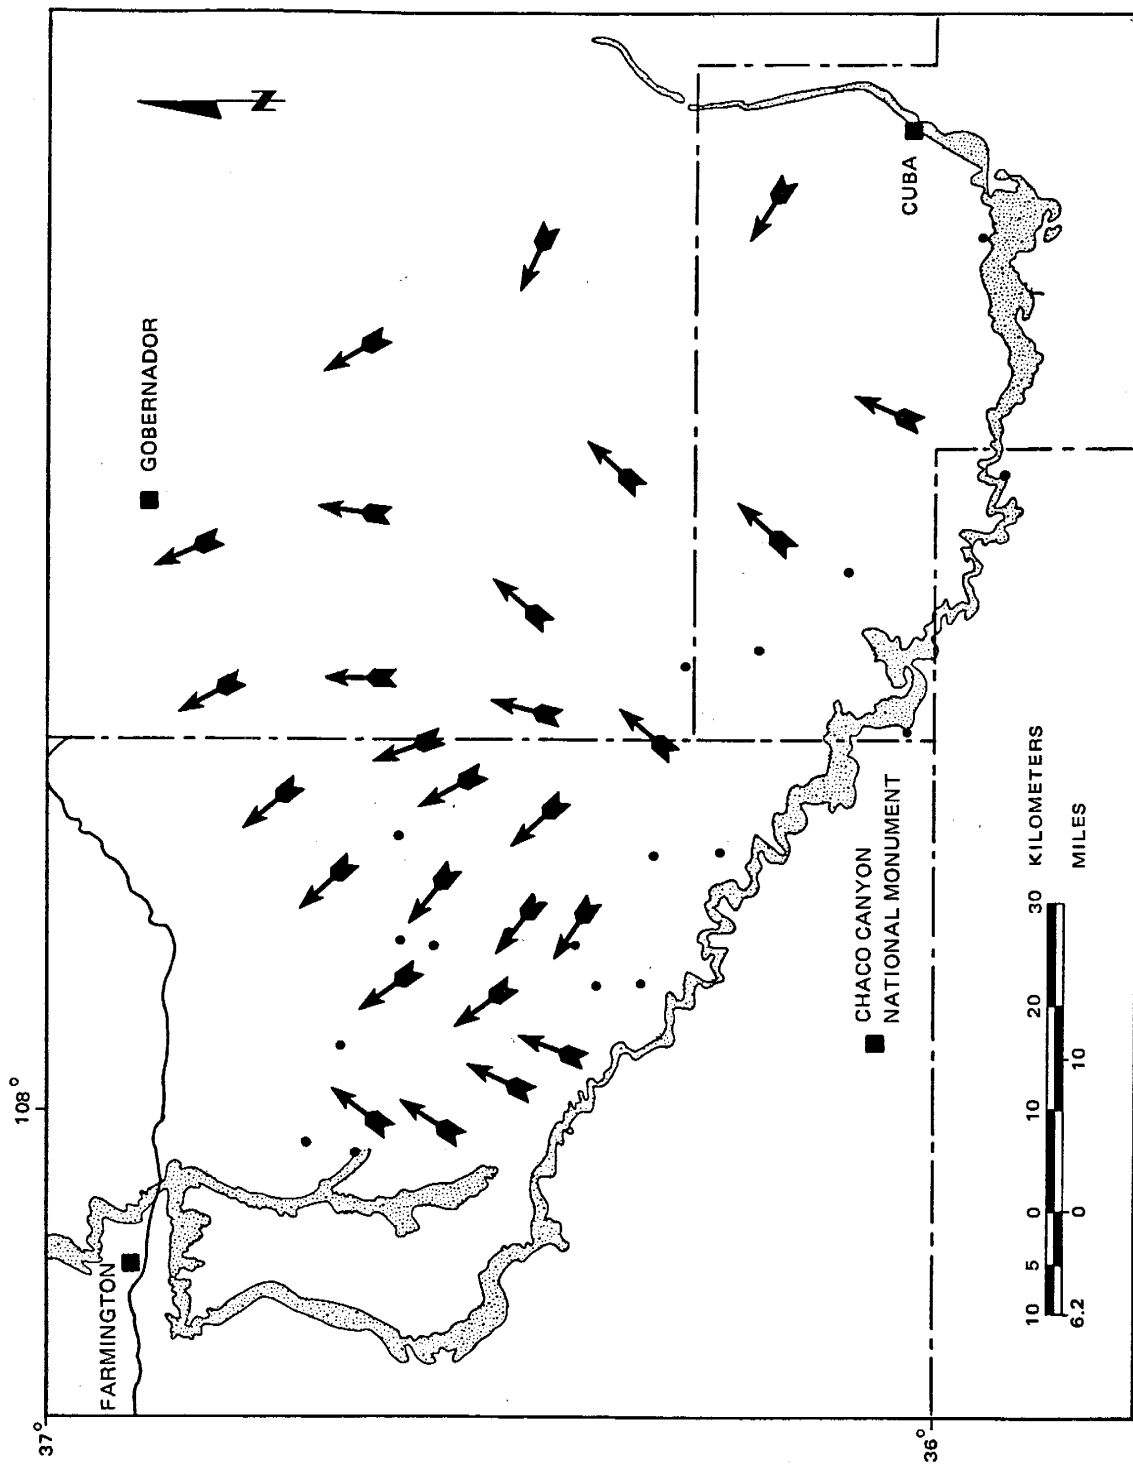 108°
37°
FARMINGTON
GOBERNADOR
N
CHACO CANYON
NATIONAL MONUMENT
CUBA
36°
10 5 0 10 20 30 KILOMETERS
6.2 0 10 MILES